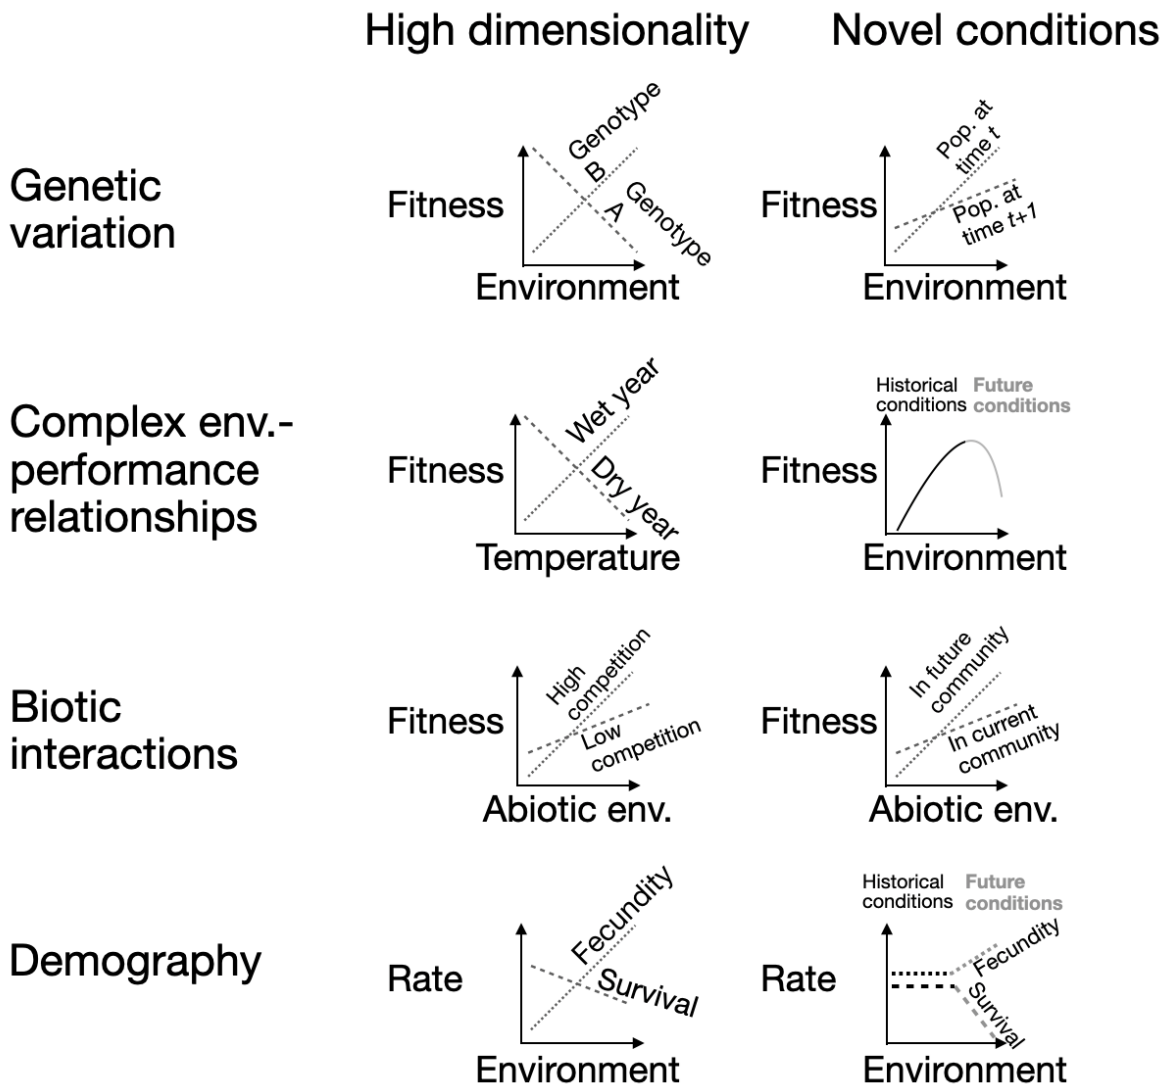 High dimensionality
Novel conditions
Genetic
variation
Fitness
Genotype
B
Genotype
A
Environment
Fitness
Pop. at
time t
Pop. at
time t+1
Environment
Complex env.-
performance
relationships
Fitness
Wet year
Dry year
Temperature
Historical
conditions
Future
conditions
Fitness
Environment
Biotic
interactions
Fitness
High
competition
Low
competition
Abiotic env.
Fitness
In future
community
In current
community
Abiotic env.
Demography
Rate
Fecundity
Survival
Environment
Historical
conditions
Future
conditions
Rate
Fecundity
Survival
Environment